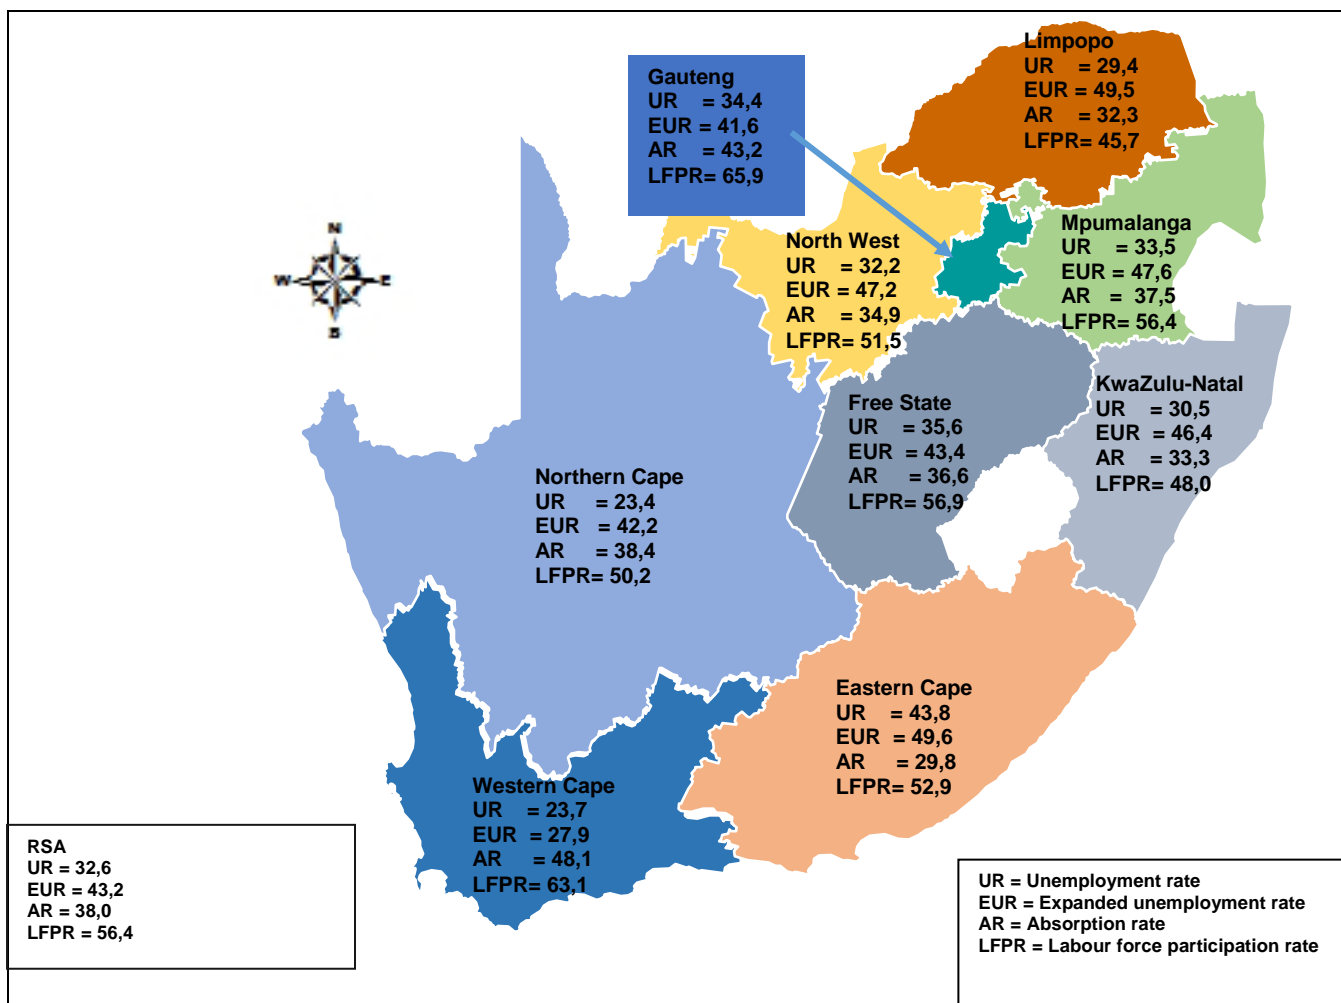 Limpopo
UR = 29,4
EUR = 49,5
AR = 32,3
LFPR= 45,7
Gauteng
UR = 34,4
EUR = 41,6
AR = 43,2
LFPR= 65,9
Mpumalanga
UR = 33,5
EUR = 47,6
AR = 37,5
LFPR= 56,4
North West
UR = 32,2
EUR = 47,2
AR = 34,9
LFPR= 51,5
N
W
E
S
KwaZulu-Natal
UR = 30,5
EUR = 46,4
AR = 33,3
LFPR= 48,0
Free State
UR = 35,6
EUR = 43,4
AR = 36,6
LFPR= 56,9
Northern Cape
UR = 23,4
EUR = 42,2
AR = 38,4
LFPR= 50,2
Eastern Cape
UR = 43,8
EUR = 49,6
AR = 29,8
LFPR= 52,9
Western Cape
UR = 23,7
EUR = 27,9
AR = 48,1
LFPR= 63,1
RSA
UR = 32,6
EUR = 43,2
AR = 38,0
LFPR = 56,4
UR = Unemployment rate
EUR = Expanded unemployment rate
AR = Absorption rate
LFPR = Labour force participation rate